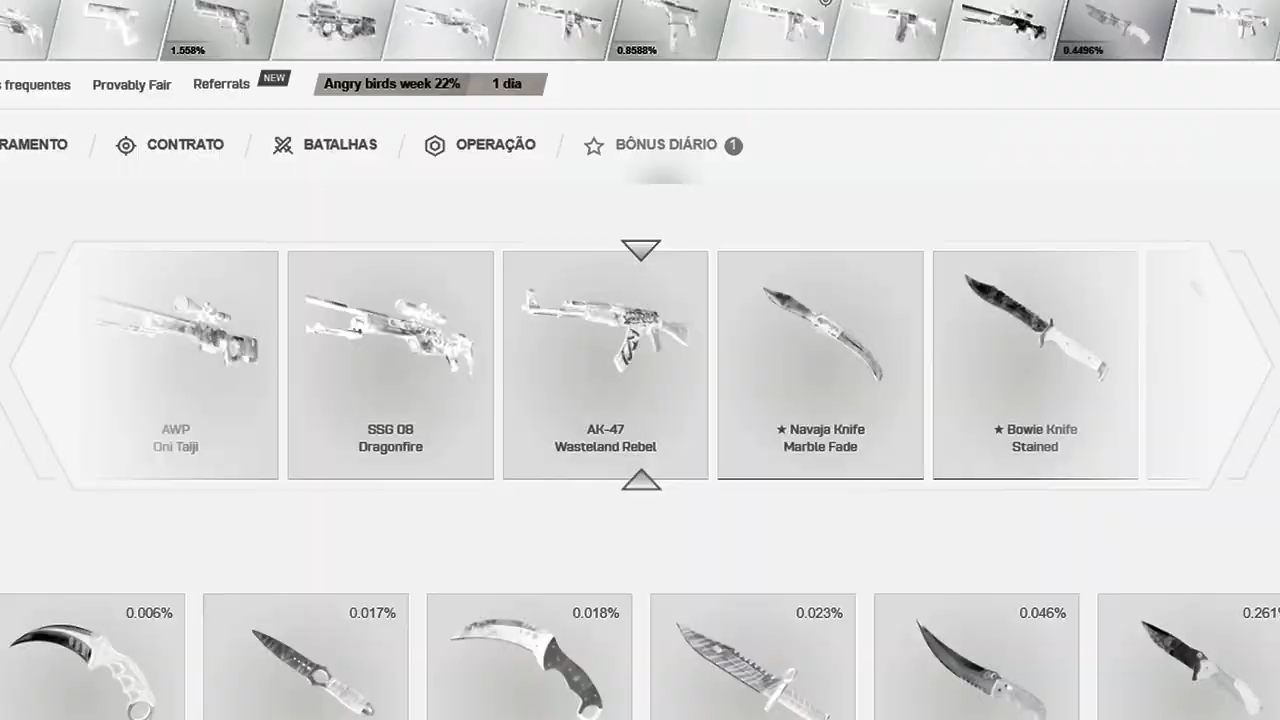 1.558%
0.8588%
0.4496%
s frequentes
Provably Fair
Referrals
NEW
Angry birds week 22%
1 dia
RAMENTO
CONTRATO
BATALHAS
OPERAÇÃO
BÔNUS DIÁRIO 1
AWP
Oni Taiji
SSG 08
Dragonfire
AK-47
Wasteland Rebel
★ Navaja Knife
Marble Fade
★ Bowie Knife
Stained
0.006%
0.017%
0.018%
0.023%
0.046%
0.261%